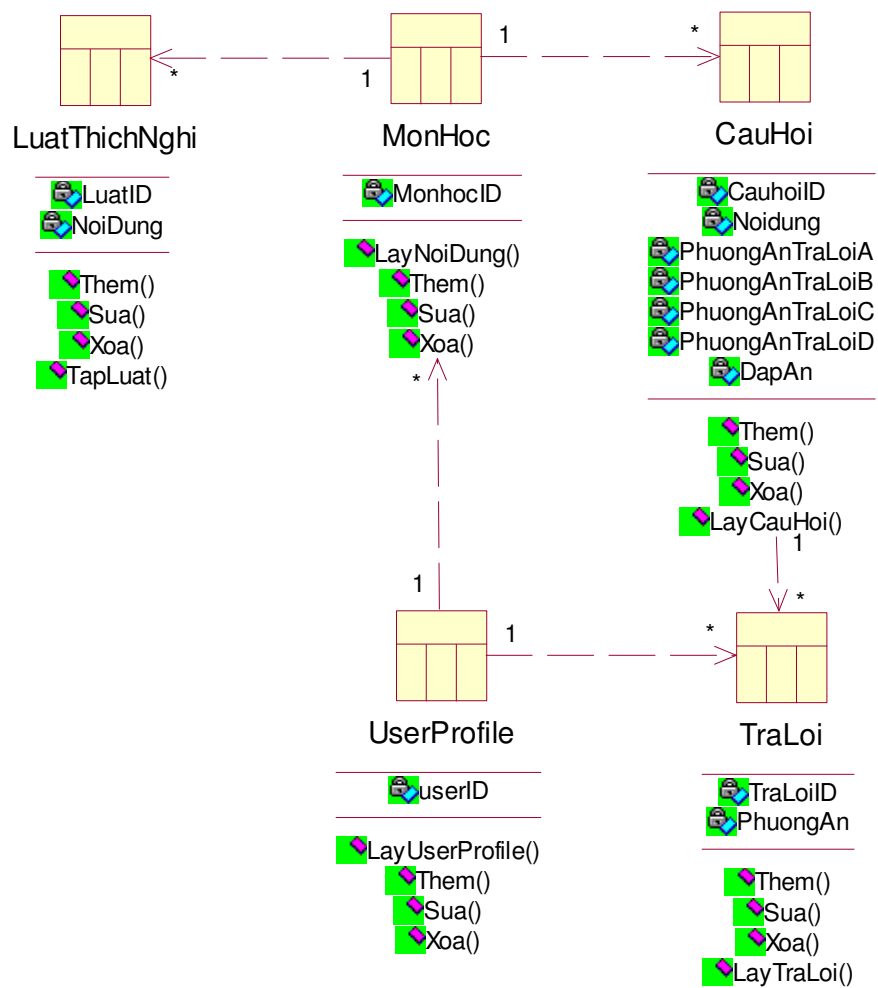 1
*
*
1
LuatThichNghi
MonHoc
CauHoi
LuatID
NoiDung
Them()
Sua()
Xoa()
TapLuat()
MonhocID
LayNoiDung()
Them()
Sua()
Xoa()
*
CauhoiID
Noidung
PhuongAnTraLoiA
PhuongAnTraLoiB
PhuongAnTraLoiC
PhuongAnTraLoiD
DapAn
Them()
Sua()
Xoa()
LayCauHoi()
1
*
1
1
*
UserProfile
TraLoi
userID
LayUserProfile()
Them()
Sua()
Xoa()
TraLoiID
PhuongAn
Them()
Sua()
Xoa()
LayTraLoi()